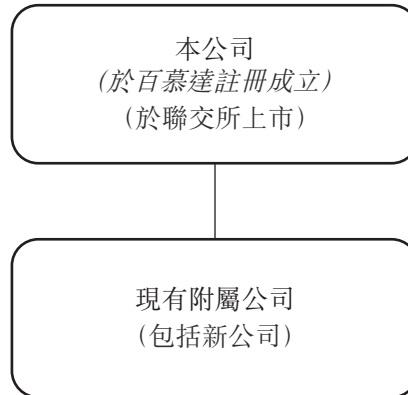 本公司
(於百慕達註冊成立)
(於聯交所上市)
現有附屬公司
(包括新公司)